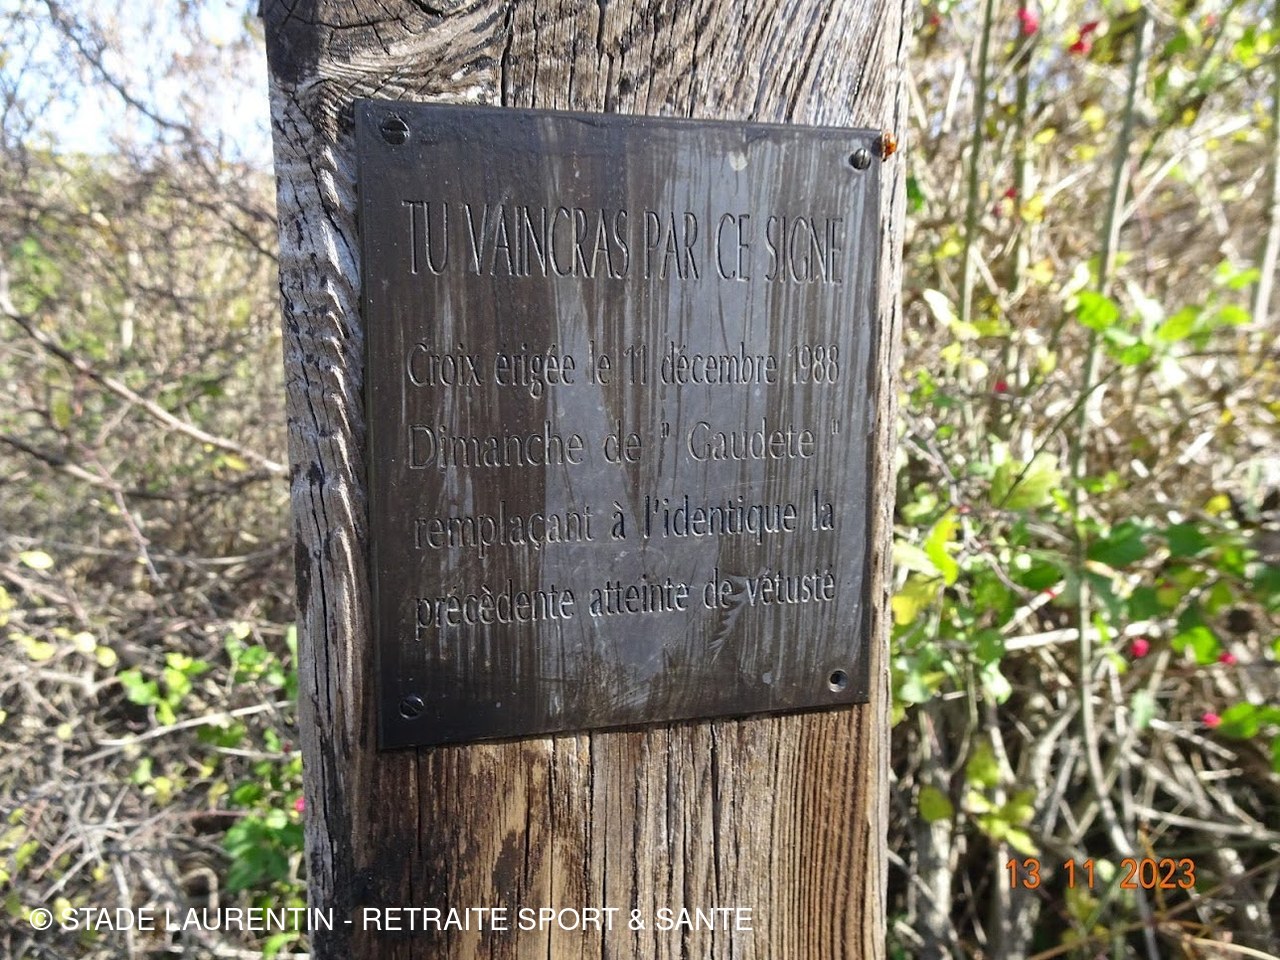 TU VAINCRAS PAR CE SIGNE
Croix érigée le 11 décembre 1988
Dimanche de " Gaudete "
remplaçant à l'identique la
précèdente atteinte de vétusté
13 11 2023
© STADE LAURENTIN - RETRAITE SPORT & SANTE